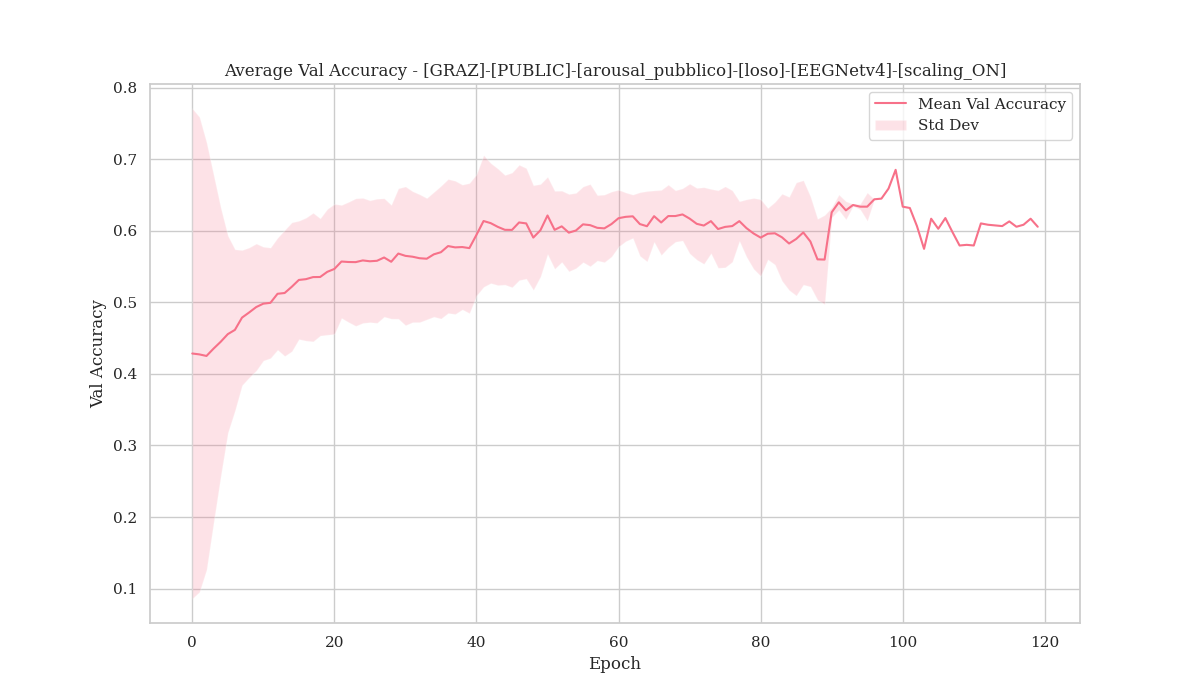 Average Val Accuracy - [GRAZ]-[PUBLIC]-[arousal_pubblico]-[loso]-[EEGNetv4]-[scaling_ON]
Mean Val Accuracy
Std Dev
Val Accuracy
0.8
0.7
0.6
0.5
0.4
0.3
0.2
0.1
0 20 40 60 80 100 120
Epoch